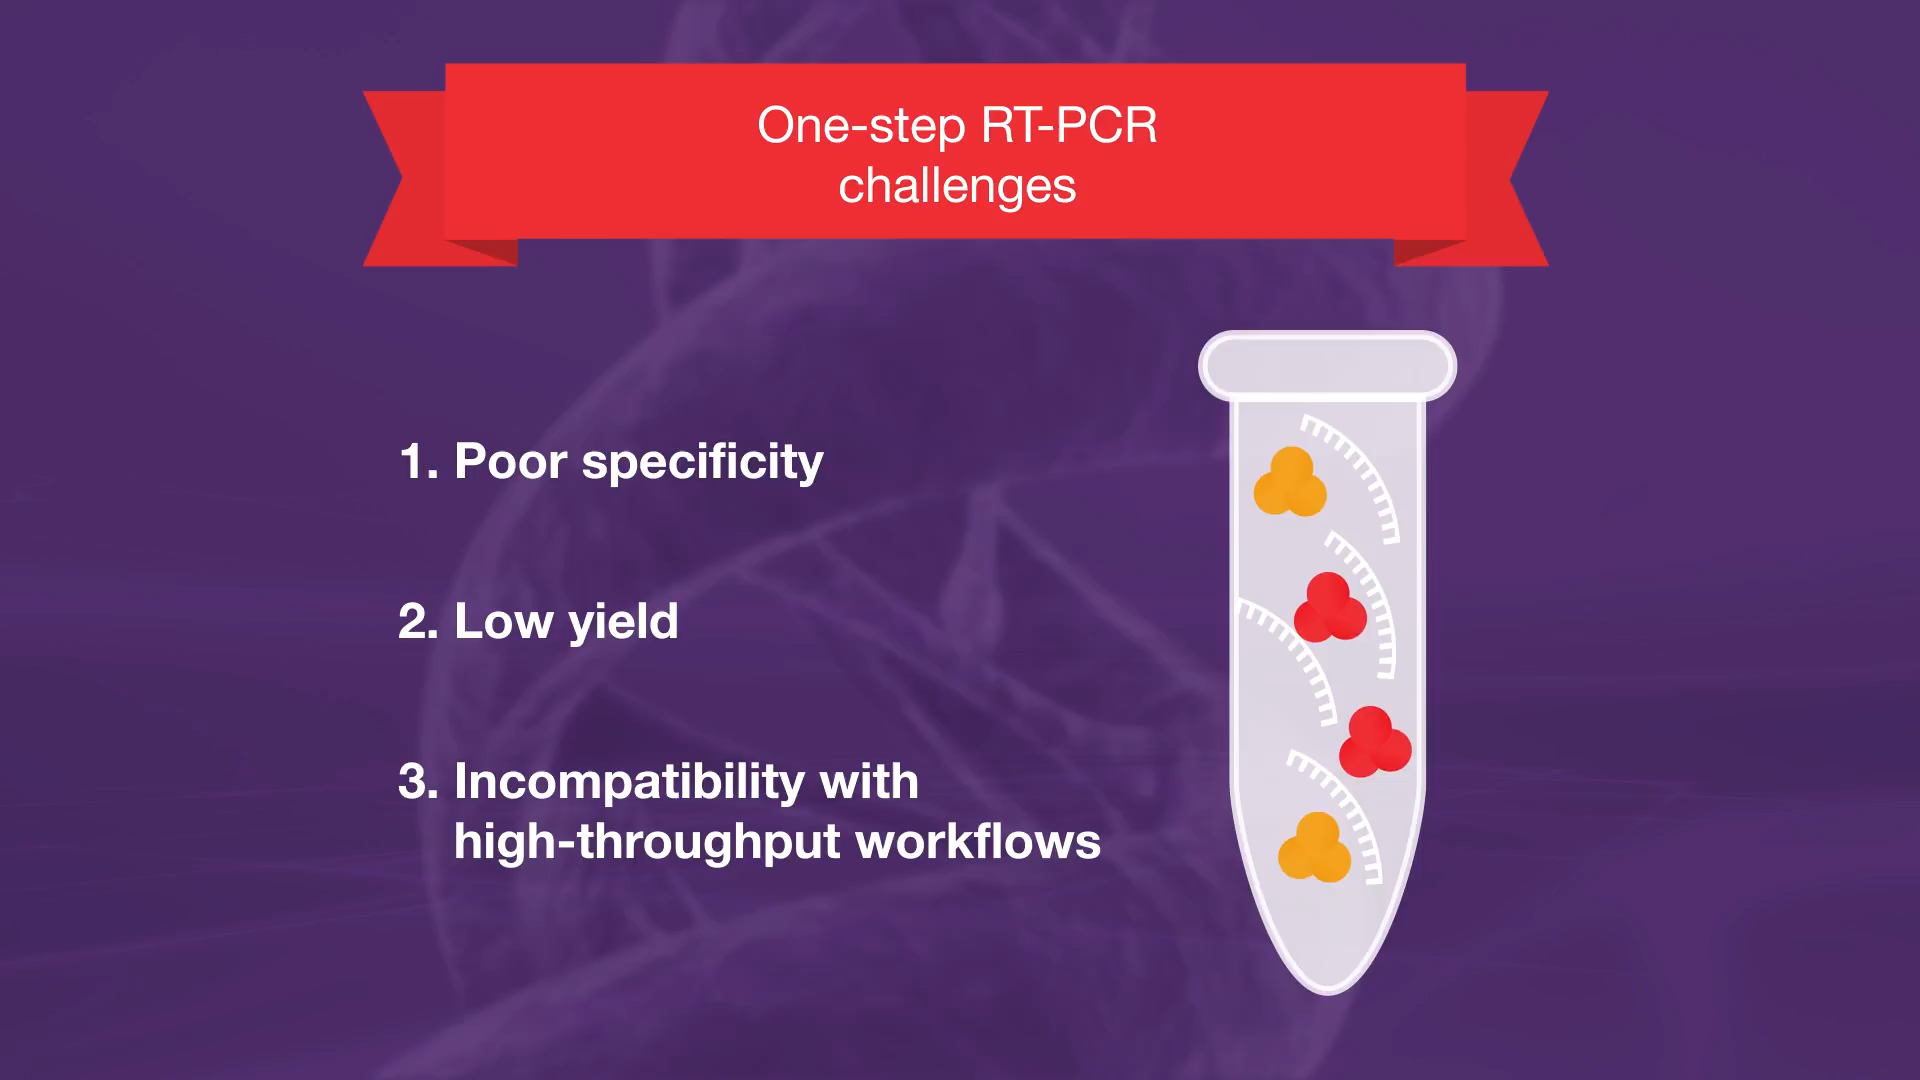 One-step RT-PCR
challenges
1. Poor specificity
2. Low yield
3. Incompatibility with
high-throughput workflows